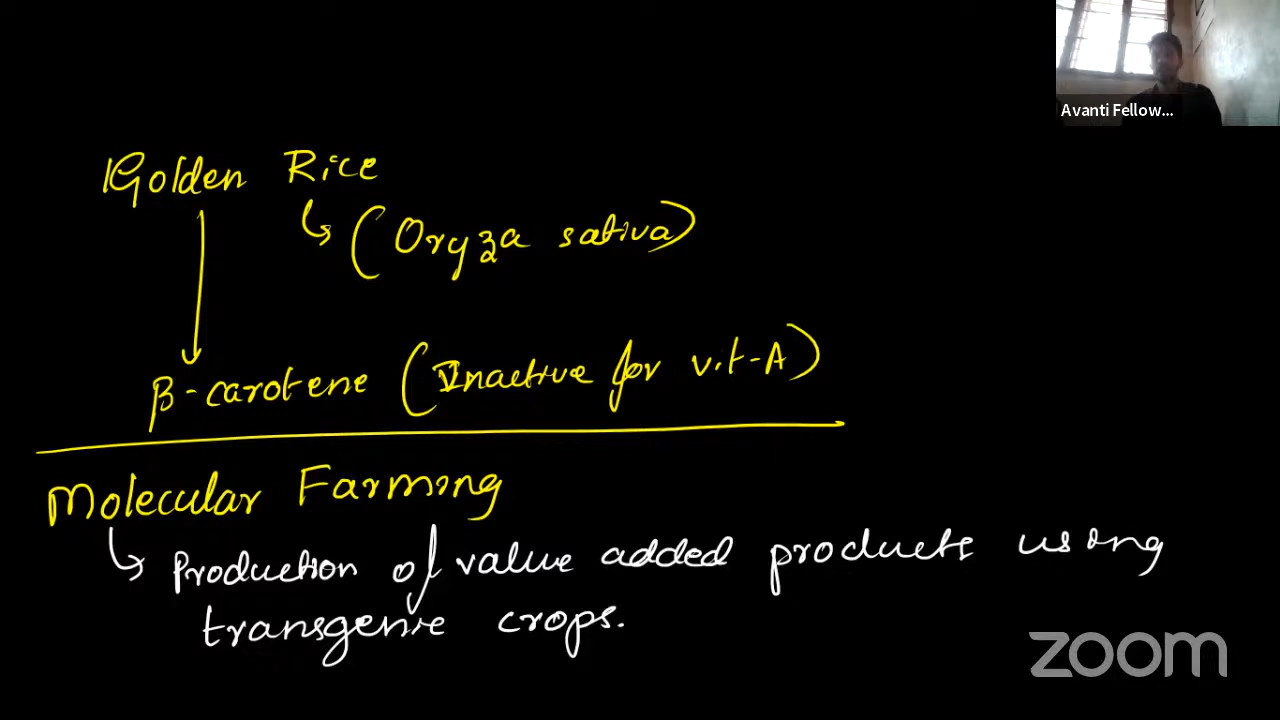 Avanti Fellow...
Golden Rice
(Oryza sativa)
β-carotene (Inactive for vit-A)
Molecular Farming
Production of value added products using
transgenic crops.
zoom